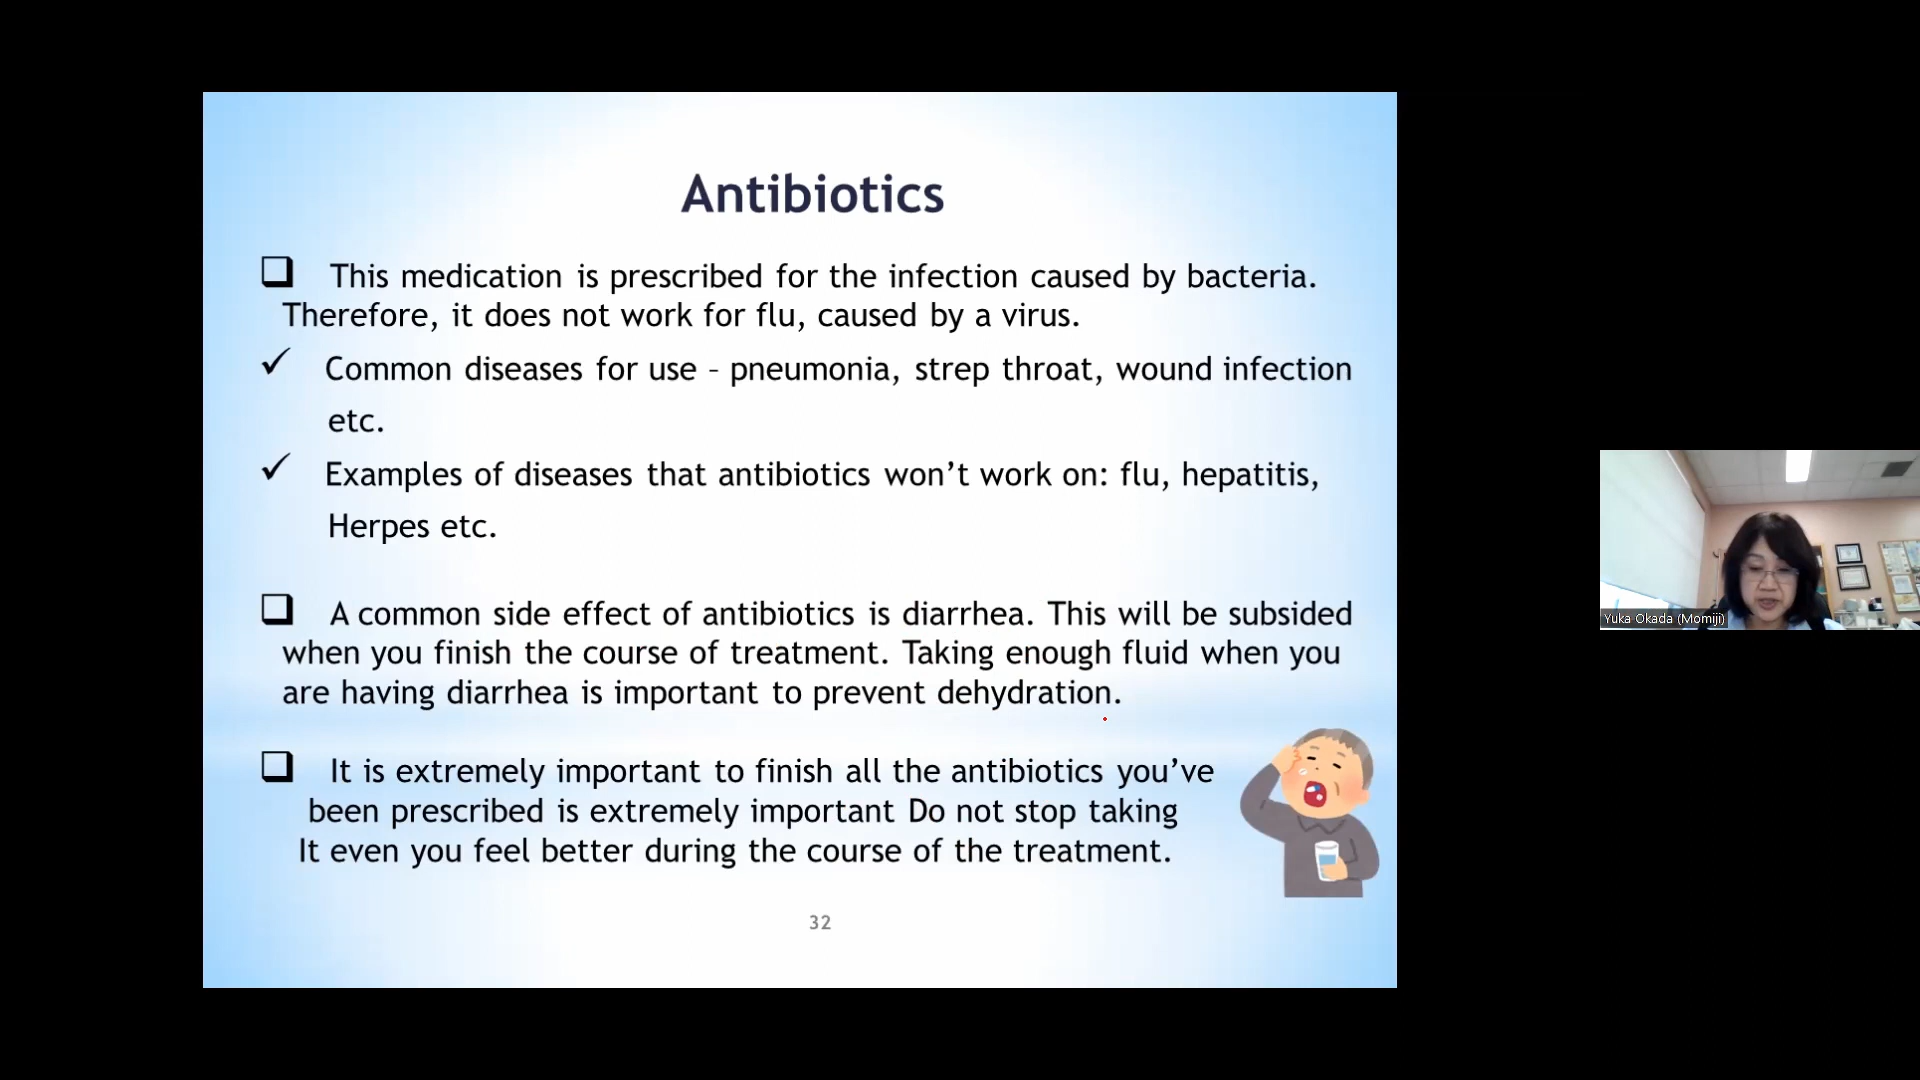 Antibiotics
This medication is prescribed for the infection caused by bacteria.
Therefore, it does not work for flu, caused by a virus.
Common diseases for use – pneumonia, strep throat, wound infection
etc.
Examples of diseases that antibiotics won’t work on: flu, hepatitis,
Herpes etc.
A common side effect of antibiotics is diarrhea. This will be subsided
when you finish the course of treatment. Taking enough fluid when you
are having diarrhea is important to prevent dehydration.
It is extremely important to finish all the antibiotics you’ve
been prescribed is extremely important Do not stop taking
It even you feel better during the course of the treatment.
32
Yuka Okada (Momiji)